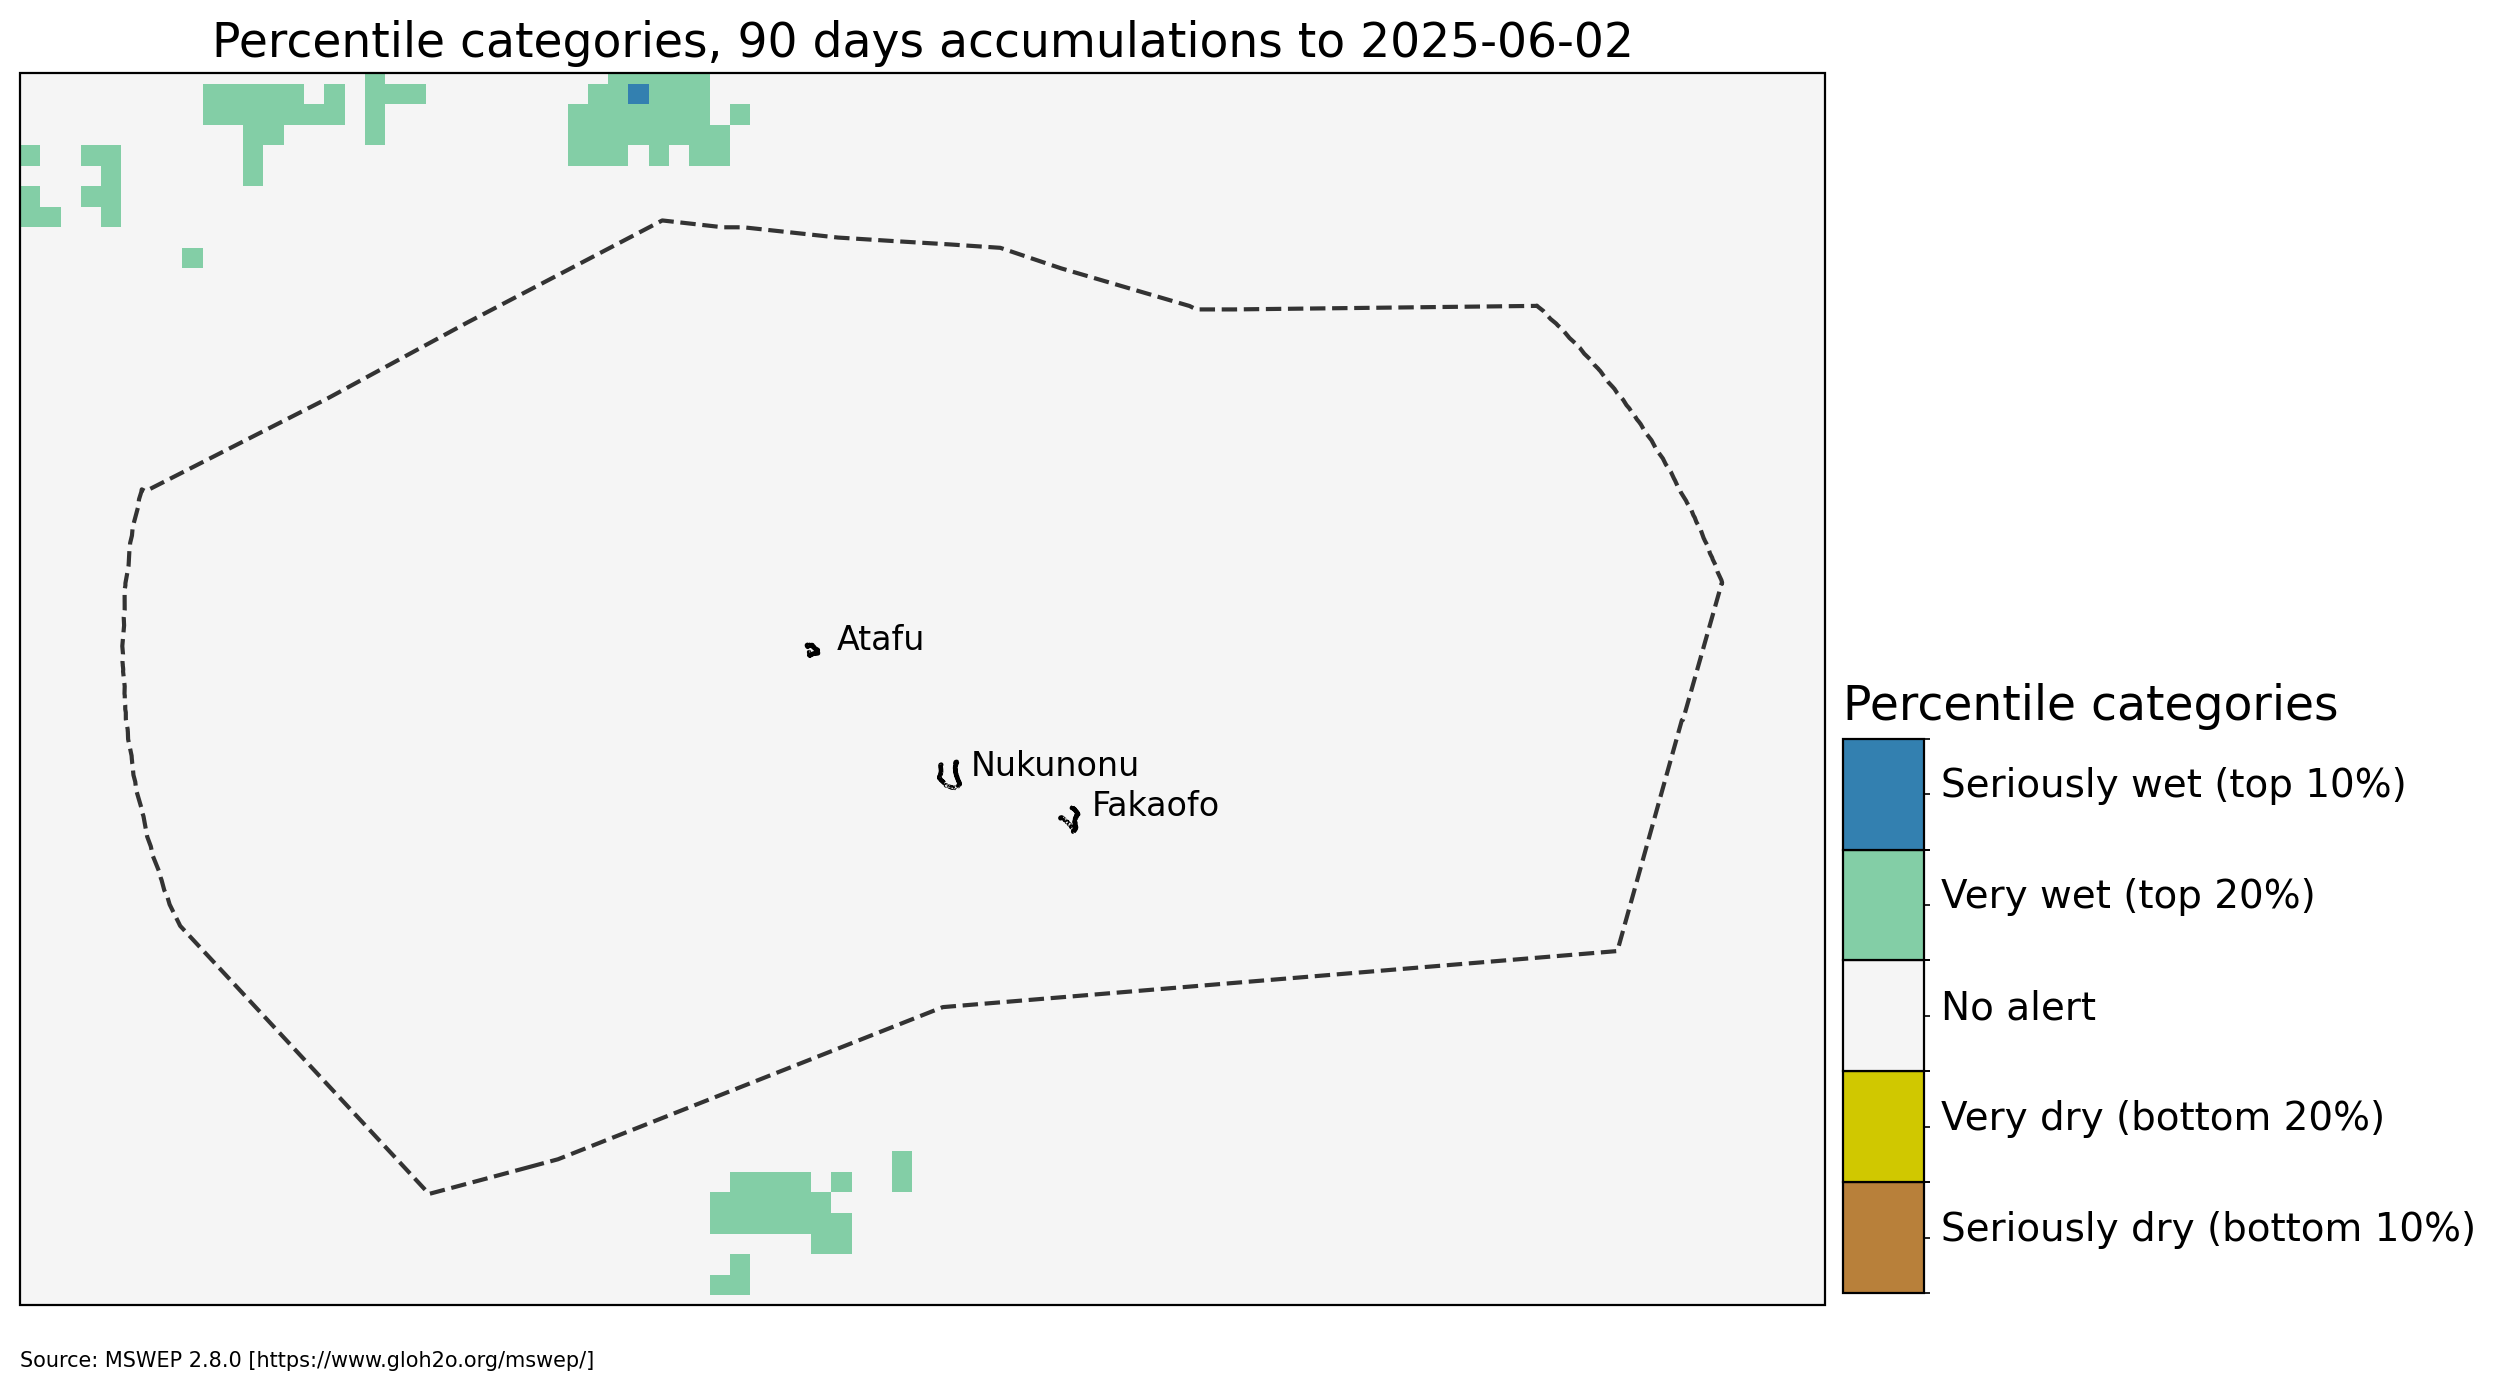 Percentile categories, 90 days accumulations to 2025-06-02
Atafu
Nukunonu
Fakaofo
Percentile categories
Seriously wet (top 10%)
Very wet (top 20%)
No alert
Very dry (bottom 20%)
Seriously dry (bottom 10%)
Source: MSWEP 2.8.0 [https://www.gloh2o.org/mswep/]